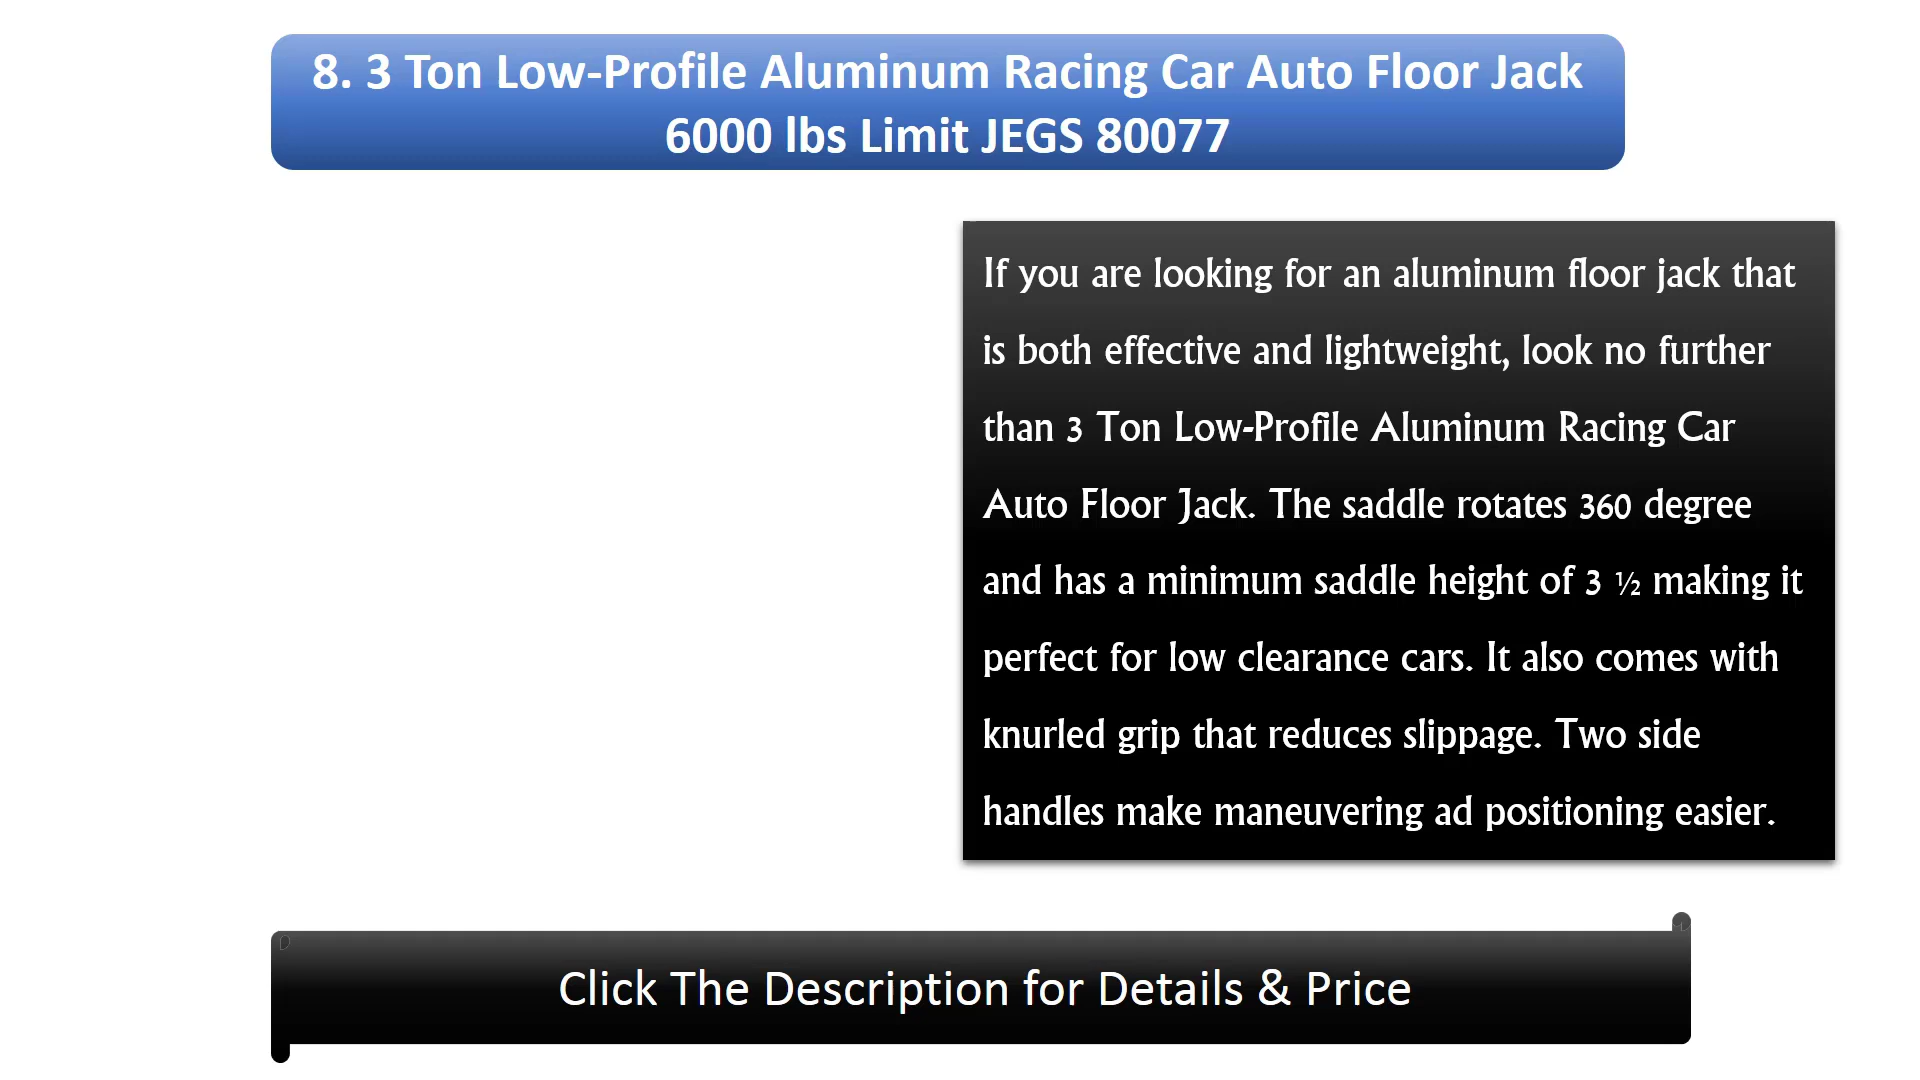 8. 3 Ton Low-Profile Aluminum Racing Car Auto Floor Jack
6000 lbs Limit JEGS 80077
If you are looking for an aluminum floor jack that
is both effective and lightweight, look no further
than 3 Ton Low-Profile Aluminum Racing Car
Auto Floor Jack. The saddle rotates 360 degree
and has a minimum saddle height of 3 ½ making it
perfect for low clearance cars. It also comes with
knurled grip that reduces slippage. Two side
handles make maneuvering ad positioning easier.
Click The Description for Details & Price